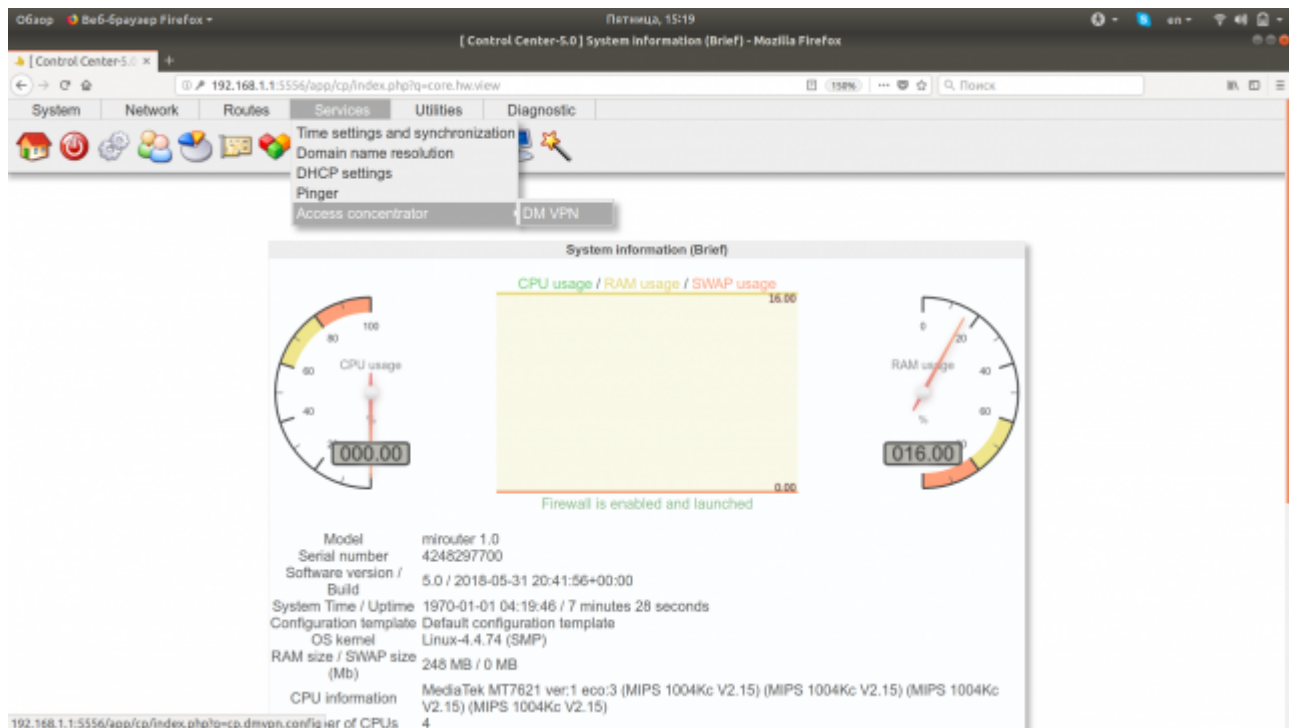 Обзор Веб-браузер Firefox Пятница, 15:19 en
[ Control Center-5.0 ] System information (Brief) - Mozilla Firefox
[ Control Center-5.0 × +
192.168.1.1:5556/app/cp/index.php?q=core.hw.view 150% ... Поиск
System Network Routes Services Utilities Diagnostic
Time settings and synchronization
Domain name resolution
DHCP settings
Pinger
Access concentrator DM VPN
System information (Brief)
CPU usage / RAM usage / SWAP usage
16.00
100
80
60
40
CPU usage
%
000.00
0
20
40
60
RAM usage
%
016.00
0.00
Firewall is enabled and launched
Model mirouter 1.0
Serial number 4248297700
Software version / Build 5.0 / 2018-05-31 20:41:56+00:00
System Time / Uptime 1970-01-01 04:19:46 / 7 minutes 28 seconds
Configuration template Default configuration template
OS kernel Linux-4.4.74 (SMP)
RAM size / SWAP size (Mb) 248 MB / 0 MB
CPU information MediaTek MT7621 ver:1 eco:3 (MIPS 1004Kc V2.15) (MIPS 1004Kc V2.15) (MIPS 1004Kc
V2.15) (MIPS 1004Kc V2.15)
192.168.1.1:5556/app/cp/index.php?q=cp.dmvpn.config er of CPUs 4